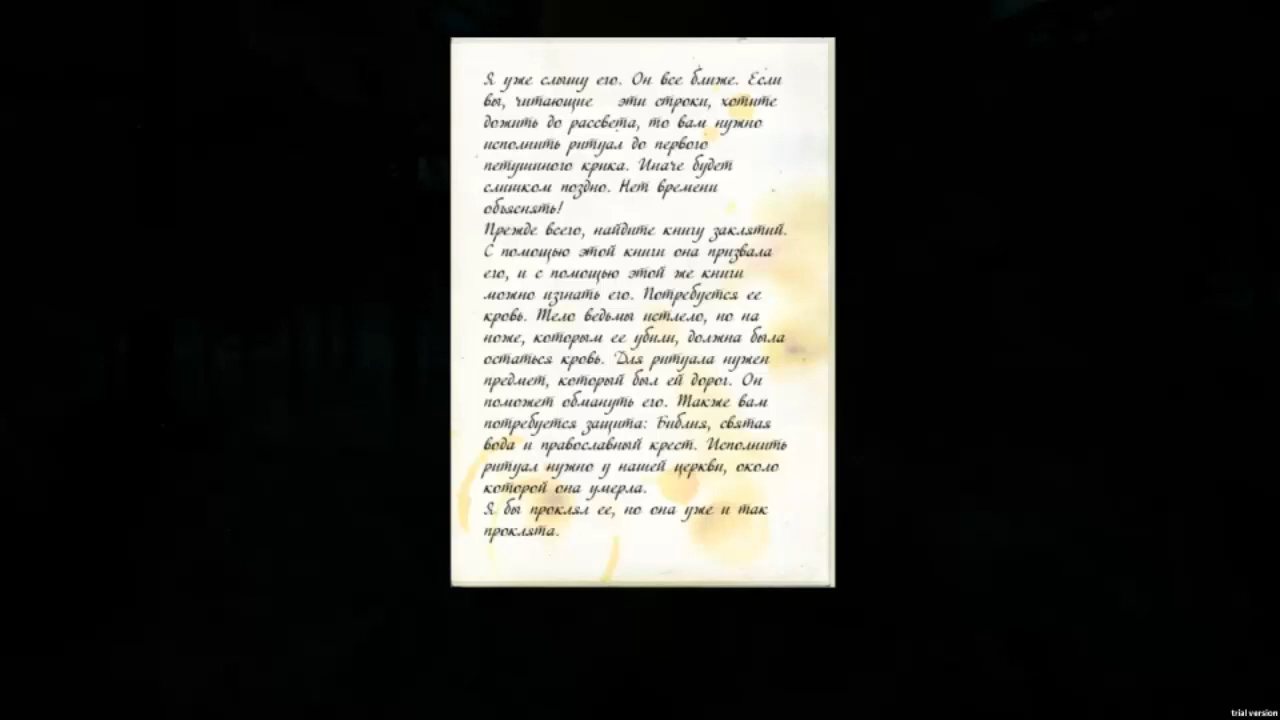 Я уже слышу его. Он все ближе. Если
вы, читающие эти строки, хотите
дожить до рассвета, то вам нужно
исполнить ритуал до первого
петушиного крика. Иначе будет
слишком поздно. Нет времени
объяснять!
Прежде всего, найдите книгу заклятий.
С помощью этой книги она призвала
его, и с помощью этой же книги
можно изгнать его. Потребуется ее
кровь. Тело ведьмы истлело, но на
ноже, которым ее убили, должна была
остаться кровь. Для ритуала нужен
предмет, который был ей дорог. Он
поможет обмануть его. Также вам
потребуется защита: Библия, святая
вода и православный крест. Исполнить
ритуал нужно у нашей церкви, около
которой она умерла.
Я бы проклял ее, но она уже и так
проклята.
trial version